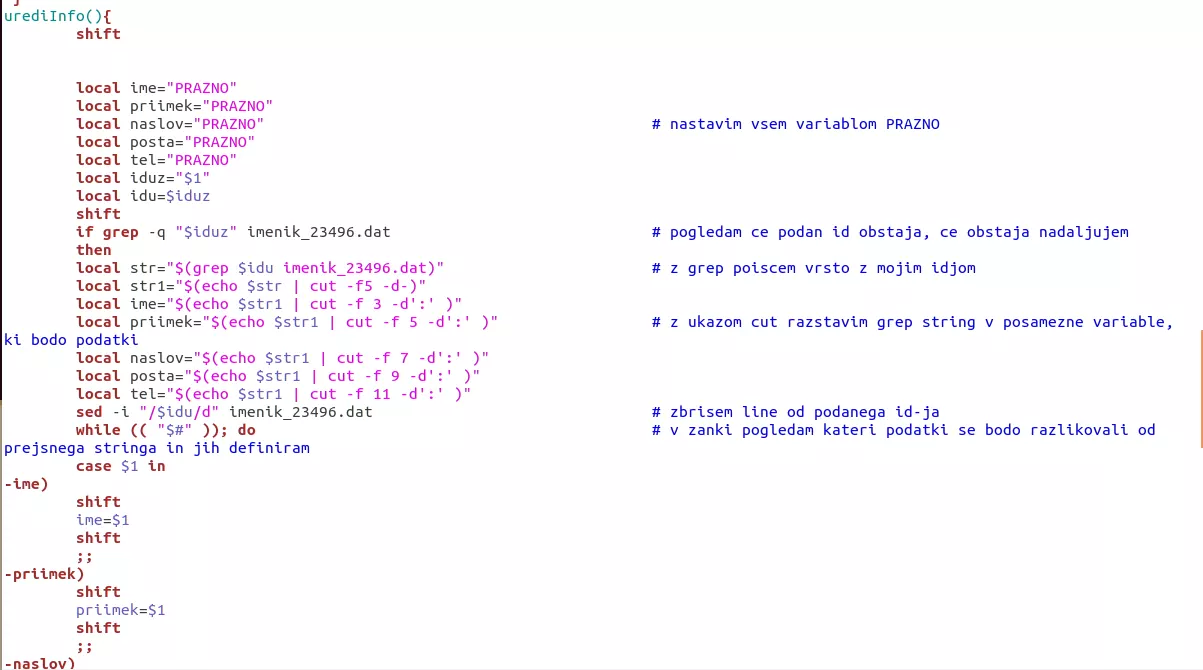 urediInfo(){
shift
local ime="PRAZNO"
local priimek="PRAZNO"
local naslov="PRAZNO" # nastavim vsem variablom PRAZNO
local posta="PRAZNO"
local tel="PRAZNO"
local iduz="$1"
local idu=$iduz
shift
if grep -q "$iduz" imenik_23496.dat # pogledam ce podan id obstaja, ce obstaja nadaljujem
then
local str="$(grep $idu imenik_23496.dat)" # z grep poiscem vrsto z mojim idjom
local str1="$(echo $str | cut -f5 -d-)"
local ime="$(echo $str1 | cut -f 3 -d':' )"
local priimek="$(echo $str1 | cut -f 5 -d':' )" # z ukazom cut razstavim grep string v posamezne variable,
ki bodo podatki
local naslov="$(echo $str1 | cut -f 7 -d':' )"
local posta="$(echo $str1 | cut -f 9 -d':' )"
local tel="$(echo $str1 | cut -f 11 -d':' )"
sed -i "/$idu/d" imenik_23496.dat # zbrisem line od podanega id-ja
while (( "$#" )); do # v zanki pogledam kateri podatki se bodo razlikovali od
prejsnega stringa in jih definiram
case $1 in
-ime)
shift
ime=$1
shift
;;
-priimek)
shift
priimek=$1
shift
;;
-naslov)